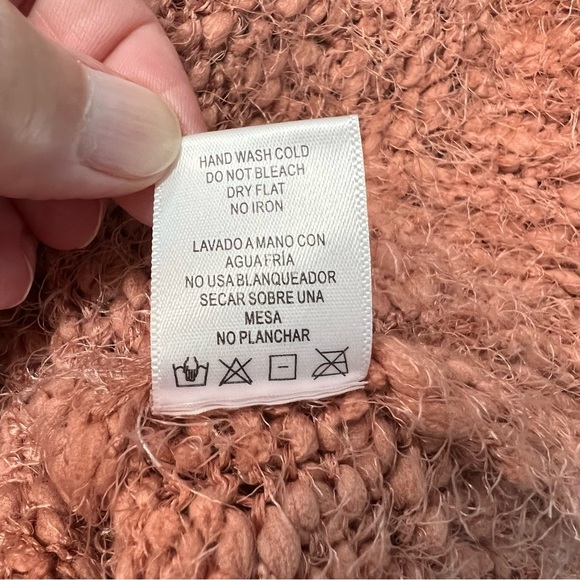 HAND WASH COLD
DO NOT BLEACH
DRY FLAT
NO IRON
LAVADO A MANO CON
AGUA FRÍA
NO USA BLANQUEADOR
SECAR SOBRE UNA
MESA
NO PLANCHAR